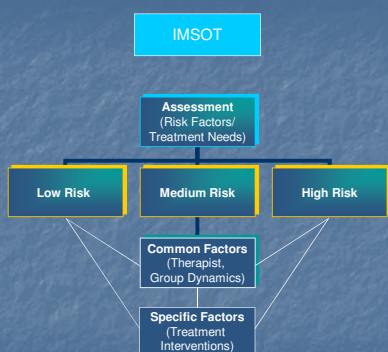 IMSOT
Assessment
(Risk Factors/
Treatment Needs)
Low Risk
Medium Risk
High Risk
Common Factors
(Therapist,
Group Dynamics)
Specific Factors
(Treatment
Interventions)